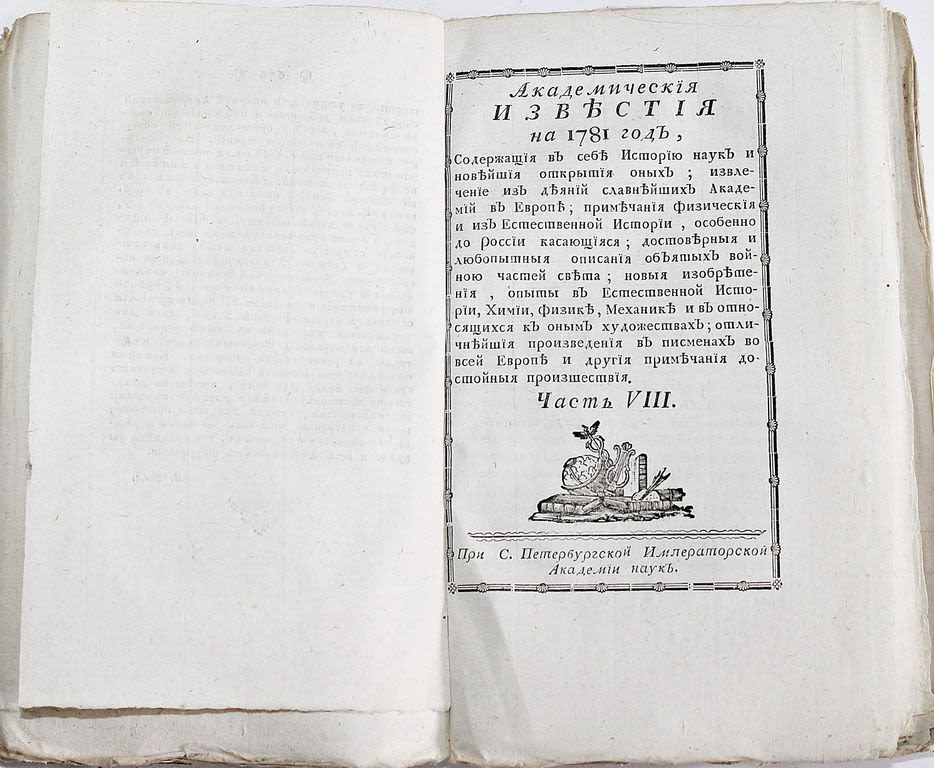 Академическія
ИЗВѢСТІЯ
на 1781 годъ,
Содержащія въ себѣ Исторію наукъ и
новѣйшія открытія оныхъ; извле-
ченіе изъ дѣяній славнѣйшихъ Акаде-
мій въ Европѣ; примѣчанія физическія
и изъ Естественной Исторіи, особенно
до россіи касающіяся; достовѣрныя и
любопытныя описанія объятыхъ вой-
ною частей свѣта; новыя изобрѣте-
нія, опыты въ Естественной Исто-
ріи, Химіи, физикѣ, Механикѣ и въ отно-
сящихся къ онымъ художествахъ; отли-
чнѣйшія произведенія въ писменахъ во
всей Европѣ и другія примѣчанія до-
стойныя произшествія.
Часть VIII.
При С. Петербургской Императорской
Академіи наукъ.